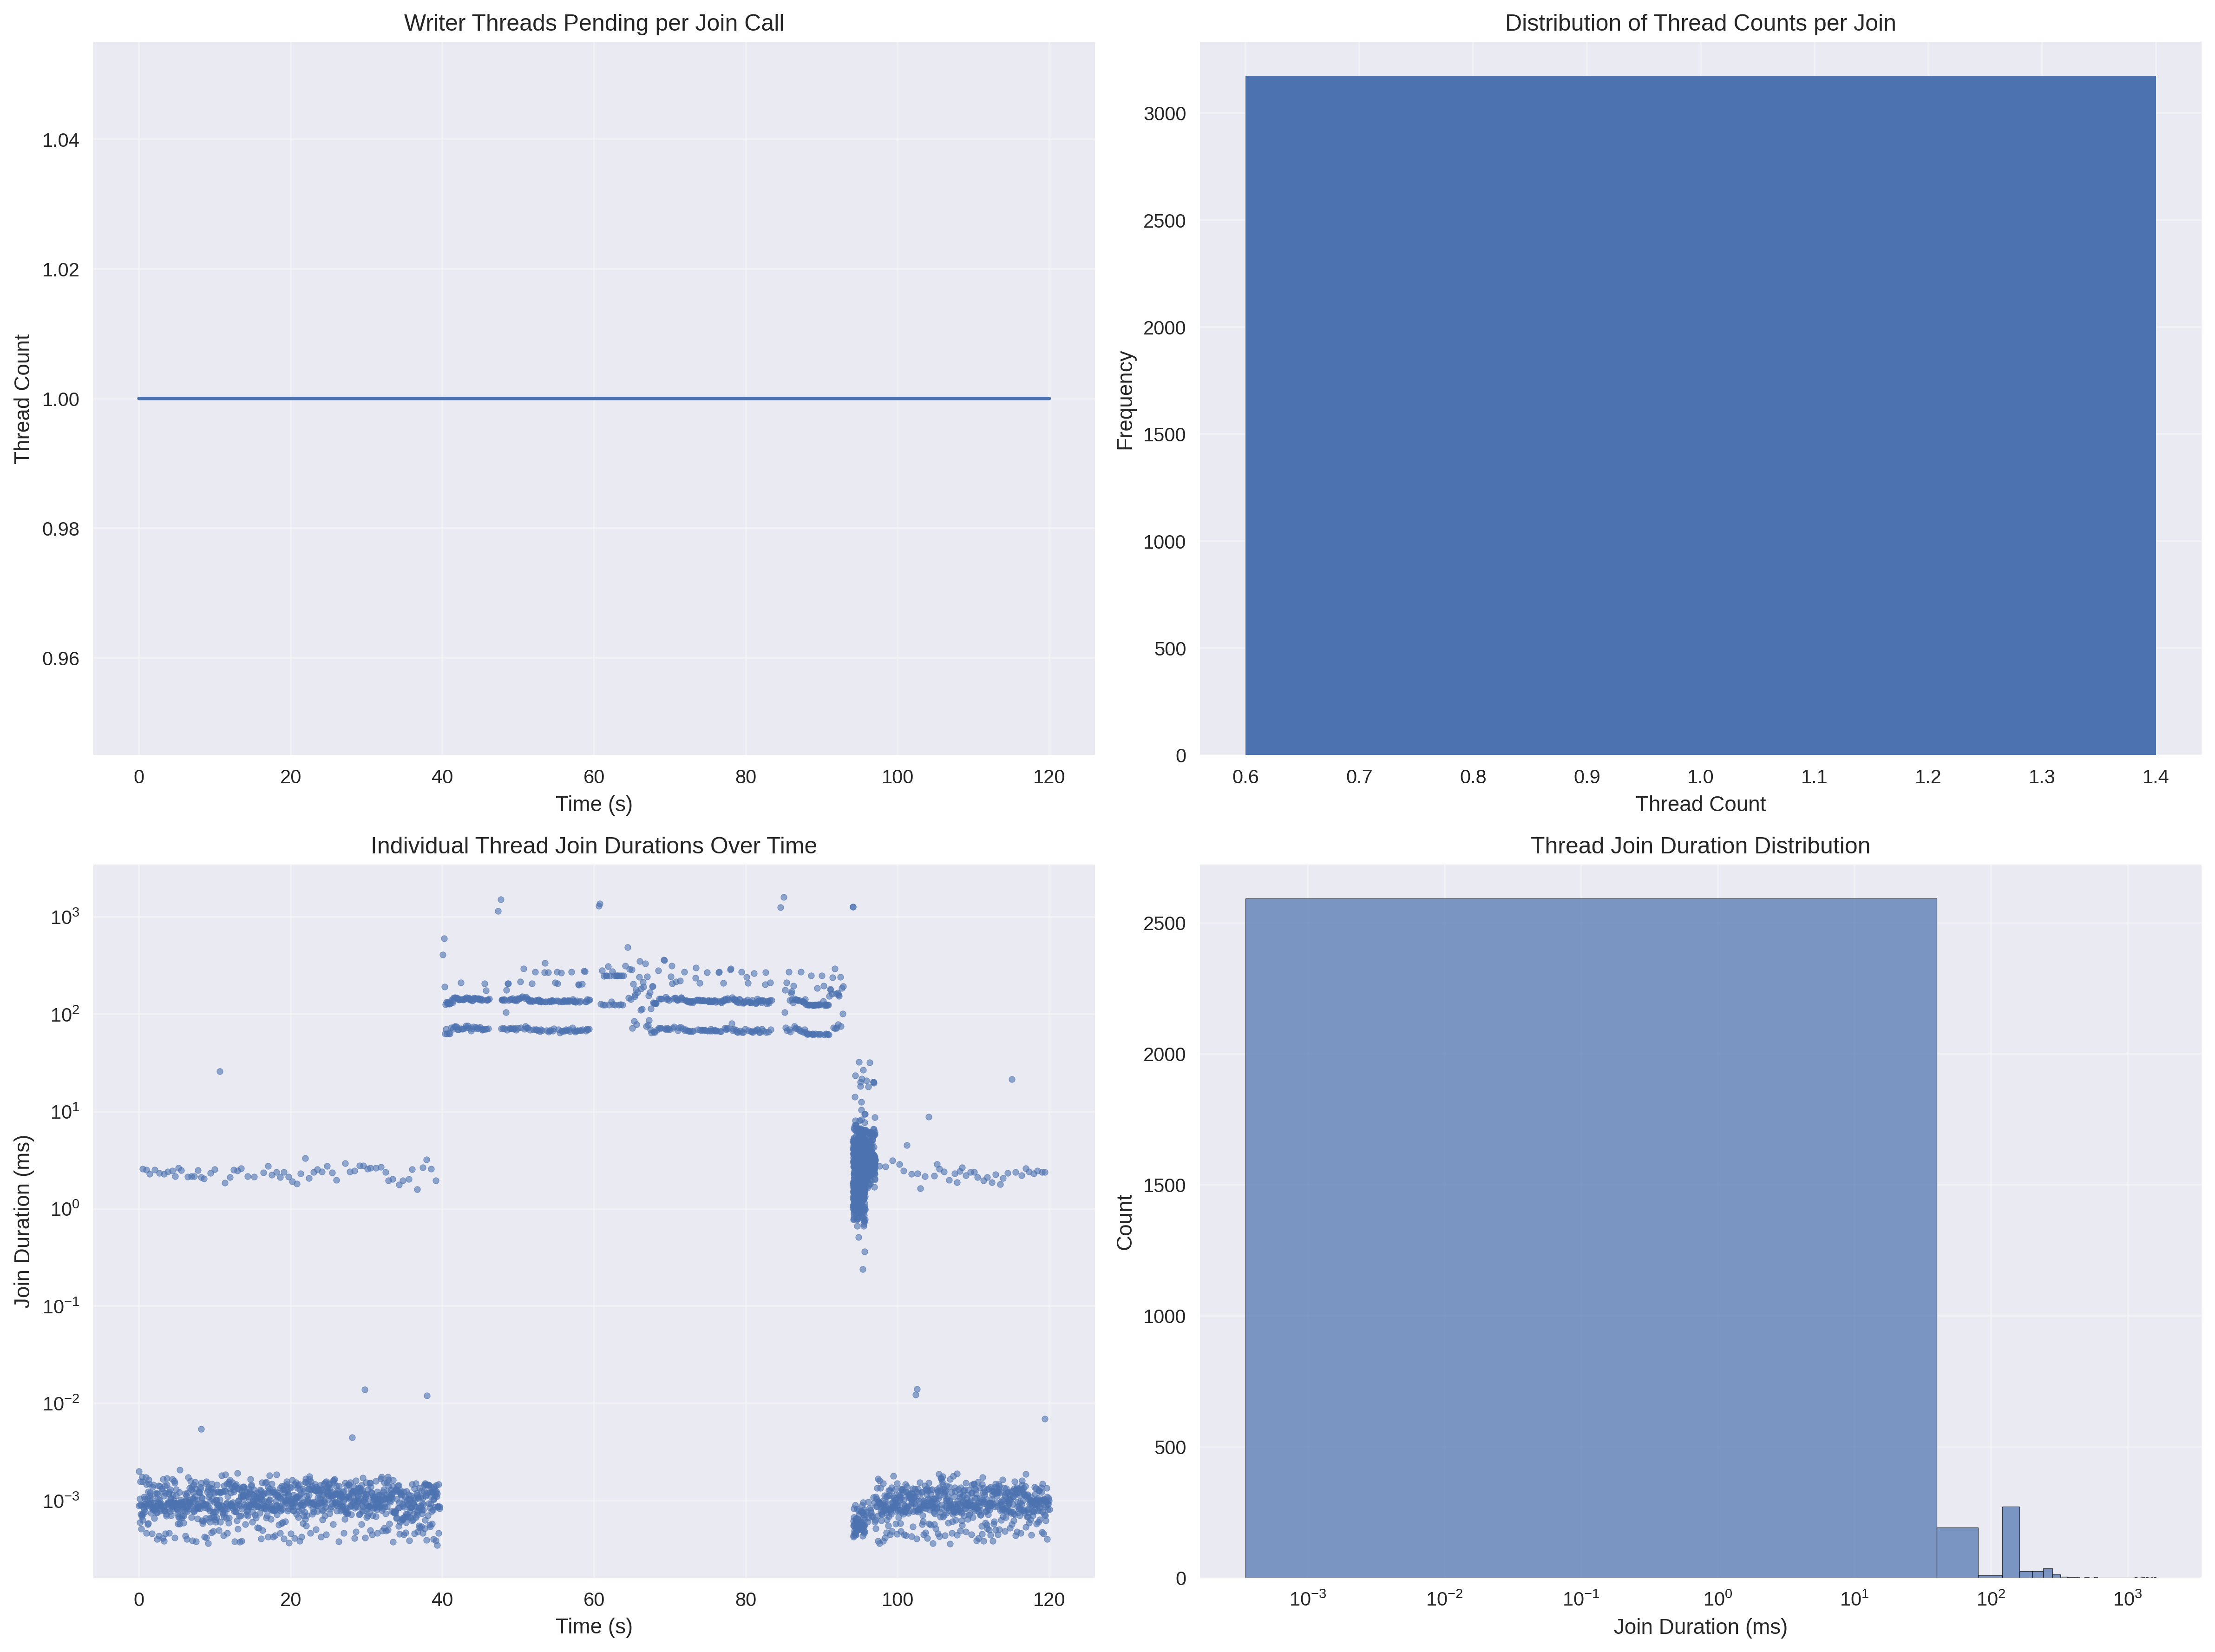 Writer Threads Pending per Join Call
Thread Count
1.04
1.02
1.00
0.98
0.96
0 20 40 60 80 100 120
Time (s)
Distribution of Thread Counts per Join
Frequency
3000
2500
2000
1500
1000
500
0
0.6 0.7 0.8 0.9 1.0 1.1 1.2 1.3 1.4
Thread Count
Individual Thread Join Durations Over Time
Join Duration (ms)
10³
10²
10¹
10⁰
10⁻¹
10⁻²
10⁻³
0 20 40 60 80 100 120
Time (s)
Thread Join Duration Distribution
Count
2500
2000
1500
1000
500
0
10⁻³ 10⁻² 10⁻¹ 10⁰ 10¹ 10² 10³
Join Duration (ms)